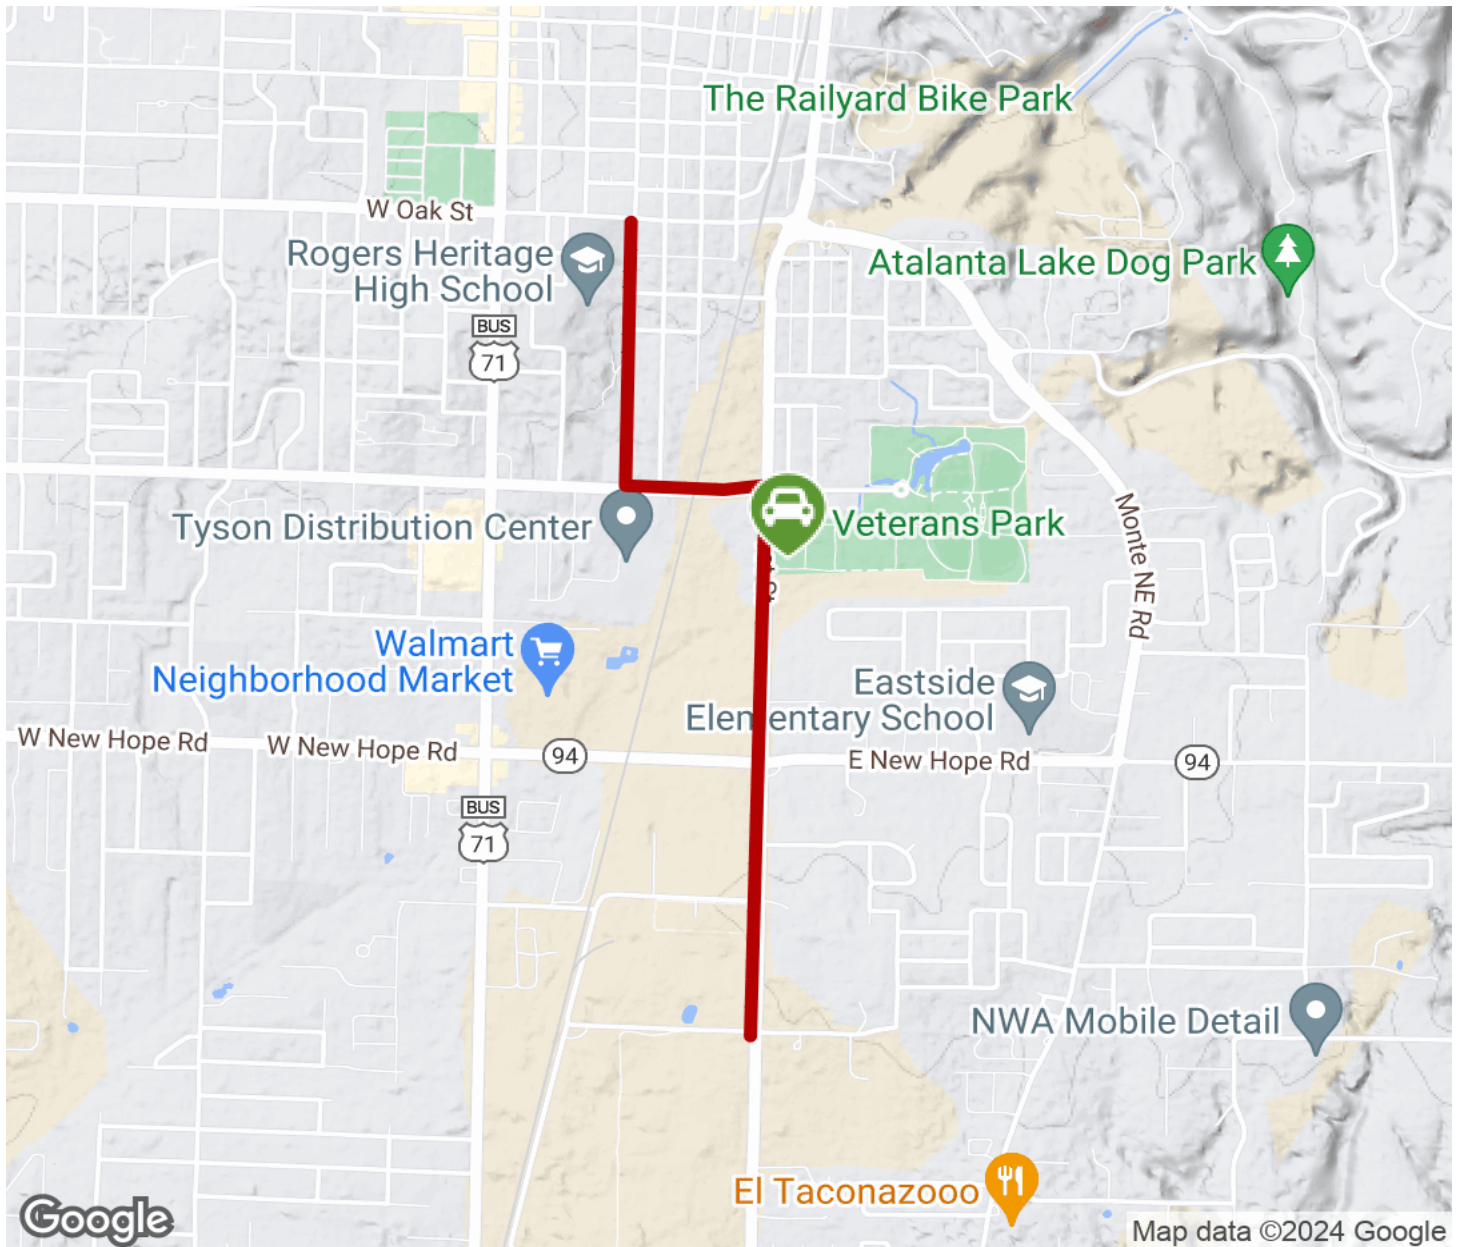 The Railyard Bike Park
W Oak St
Rogers Heritage
High School
Atalanta Lake Dog Park
BUS
71
Monte NE Rd
Tyson Distribution Center
Veterans Park
Walmart
Neighborhood Market
Eastside
Elementary School
W New Hope Rd
W New Hope Rd
94
E New Hope Rd
94
BUS
71
NWA Mobile Detail
El Taconazooo
Google
Map data ©2024 Google